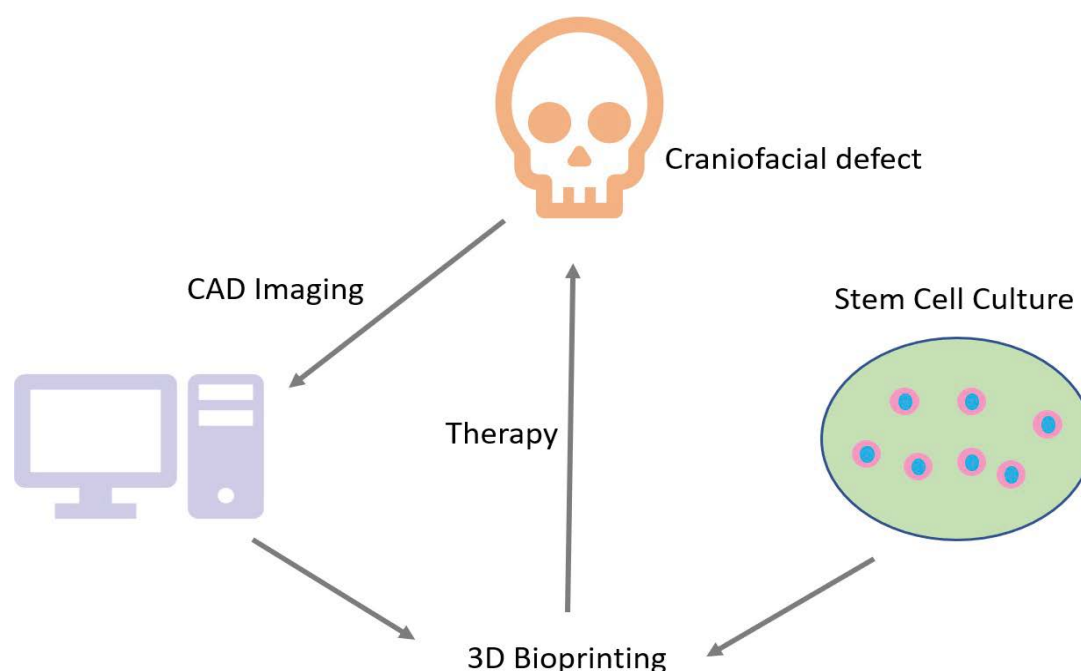 Craniofacial defect
CAD Imaging
Stem Cell Culture
Therapy
3D Bioprinting